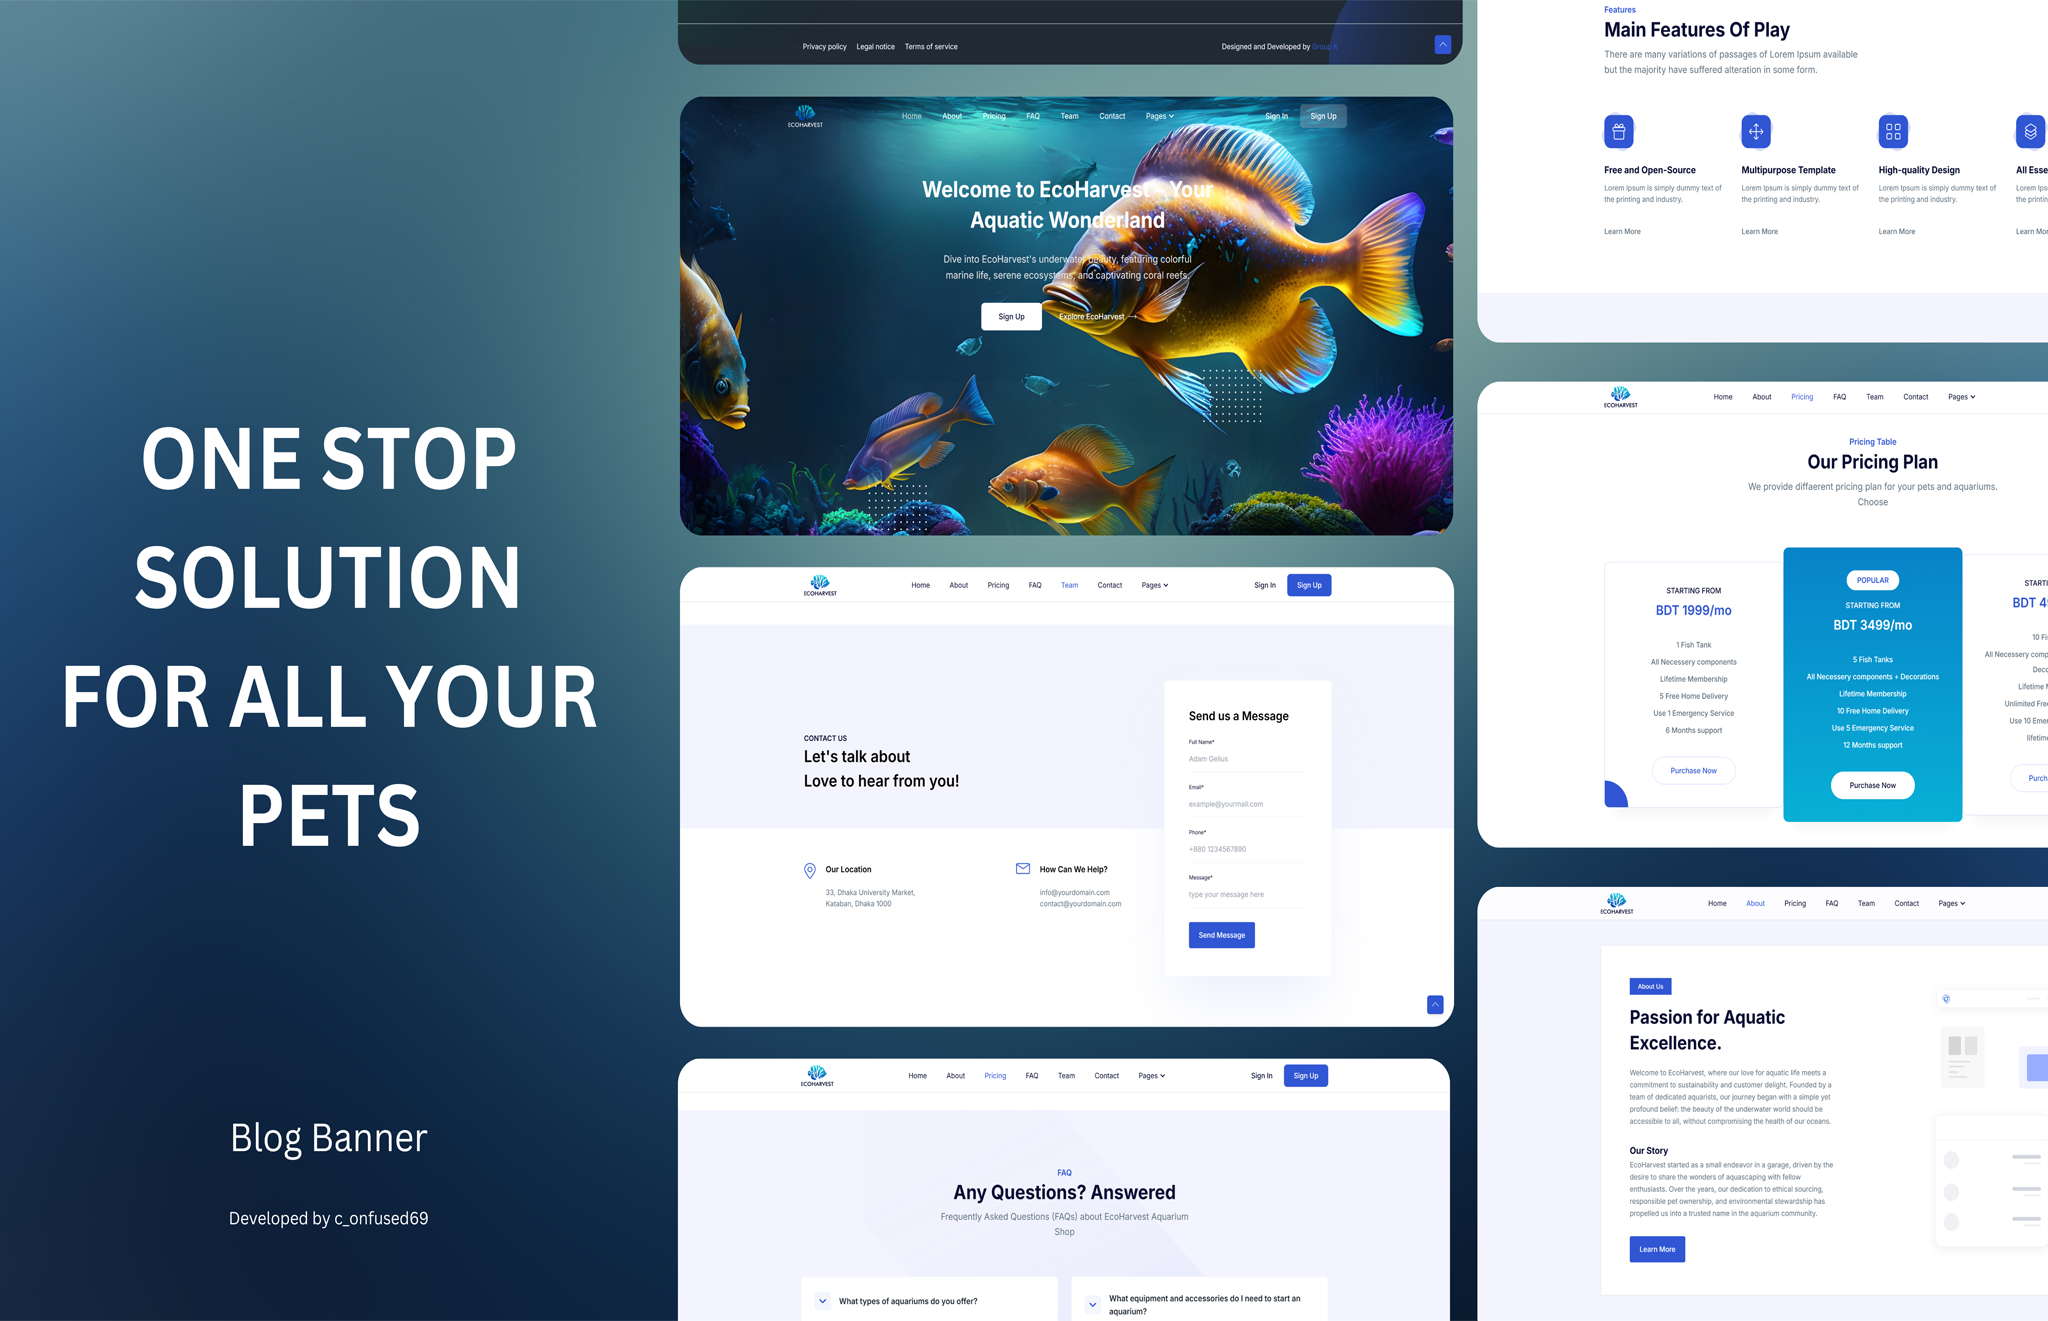 ONE STOP
SOLUTION
FOR ALL YOUR
PETS
Blog Banner
Developed by c_onfused69
Privacy policy Legal notice Terms of service
Designed and Developed by Group K
ECOHARVEST
Home About Pricing FAQ Team Contact Pages
Sign In Sign Up
Welcome to EcoHarvest – Your
Aquatic Wonderland
Dive into EcoHarvest's underwater beauty, featuring colorful
marine life, serene ecosystems, and captivating coral reefs.
Sign Up
Explore EcoHarvest →
ECOHARVEST
Home About Pricing FAQ Team Contact Pages
Sign In Sign Up
CONTACT US
Let's talk about
Love to hear from you!
Our Location
33, Dhaka University Market,
Kataban, Dhaka 1000
How Can We Help?
info@yourdomain.com
contact@yourdomain.com
Send us a Message
Full Name*
Adam Gelius
Email*
example@yourmail.com
Phone*
+880 1234567890
Message*
type your message here
Send Message
ECOHARVEST
Home About Pricing FAQ Team Contact Pages
Sign In Sign Up
FAQ
Any Questions? Answered
Frequently Asked Questions (FAQs) about EcoHarvest Aquarium
Shop
What types of aquariums do you offer?
What equipment and accessories do I need to start an
aquarium?
Features
Main Features Of Play
There are many variations of passages of Lorem Ipsum available
but the majority have suffered alteration in some form.
Free and Open-Source
Lorem Ipsum is simply dummy text of
the printing and industry.
Learn More
Multipurpose Template
Lorem Ipsum is simply dummy text of
the printing and industry.
Learn More
High-quality Design
Lorem Ipsum is simply dummy text of
the printing and industry.
Learn More
All Esse
Lorem Ips
the printin
Learn Mor
ECOHARVEST
Home About Pricing FAQ Team Contact Pages
Pricing Table
Our Pricing Plan
We provide diffaerent pricing plan for your pets and aquariums.
Choose
STARTING FROM
BDT 1999/mo
1 Fish Tank
All Necessery components
Lifetime Membership
5 Free Home Delivery
Use 1 Emergency Service
6 Months support
Purchase Now
POPULAR
STARTING FROM
BDT 3499/mo
5 Fish Tanks
All Necessery components + Decorations
Lifetime Membership
10 Free Home Delivery
Use 5 Emergency Service
12 Months support
Purchase Now
STARTI
BDT 4
10 Fi
All Necessery comp
Deco
Lifetime M
Unlimited Free
Use 10 Emer
lifetim
Purch
ECOHARVEST
Home About Pricing FAQ Team Contact Pages
About Us
Passion for Aquatic
Excellence.
Welcome to EcoHarvest, where our love for aquatic life meets a
commitment to sustainability and customer delight. Founded by a
team of dedicated aquarists, our journey began with a simple yet
profound belief: the beauty of the underwater world should be
accessible to all, without compromising the health of our oceans.
Our Story
EcoHarvest started as a small endeavor in a garage, driven by the
desire to share the wonders of aquascaping with fellow
enthusiasts. Over the years, our dedication to ethical sourcing,
responsible pet ownership, and environmental stewardship has
propelled us into a trusted name in the aquarium community.
Learn More